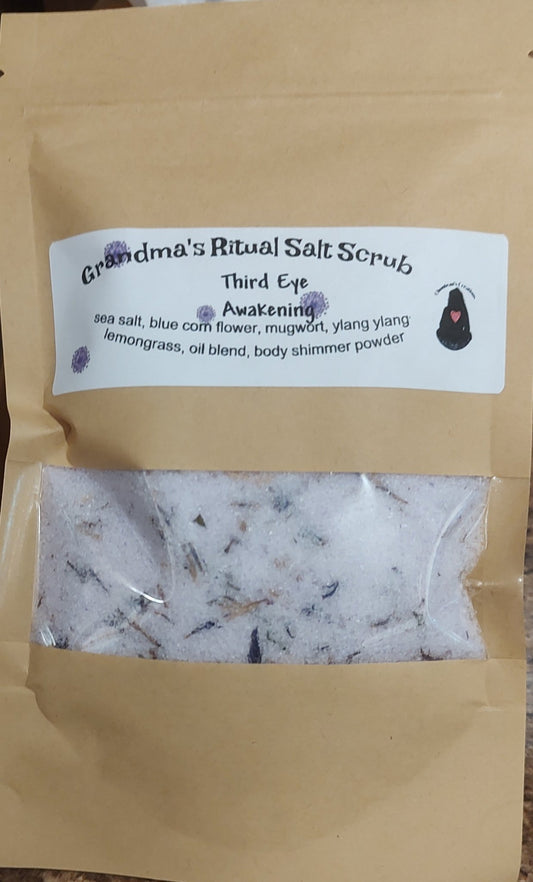 Grandma's Ritual Salt Scrub
Third Eye
Awakening
sea salt, blue corn flower, mugwort, ylang ylang
lemongrass, oil blend, body shimmer powder